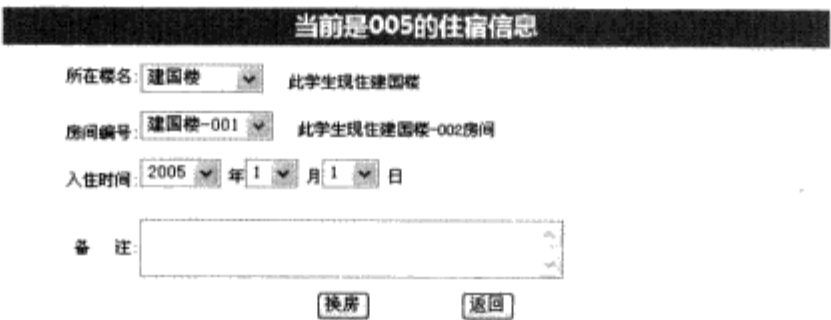 当前是005的住宿信息
所在楼名: 建国楼 此学生现住建国楼
房间编号: 建国楼-001 此学生现住建国楼-002房间
入住时间: 2005 年 1 月 1 日
备 注:
换房 返回